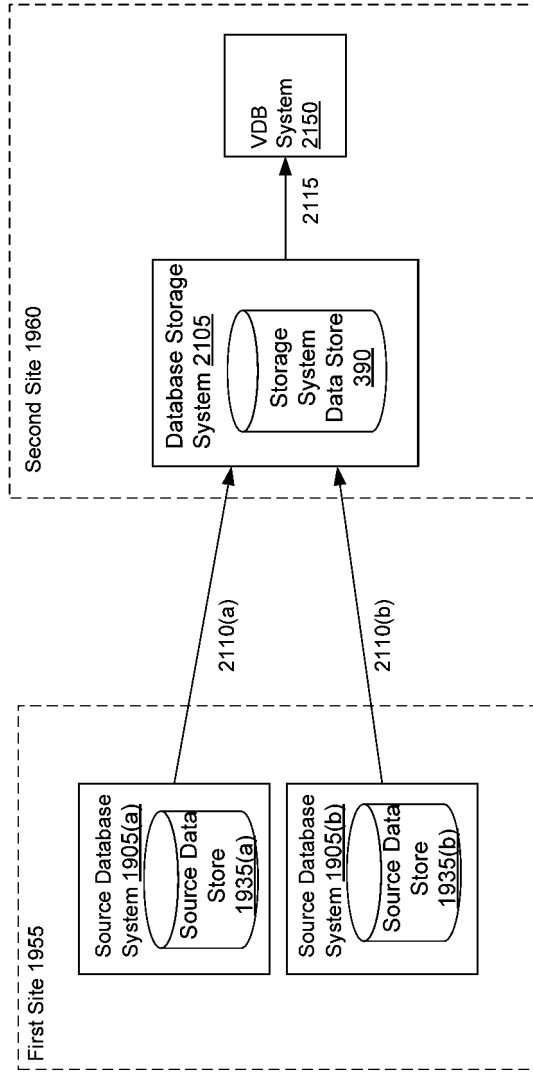 First Site 1955
Source Database
System 1905(a)
Source Data
Store
1935(a)
Source Database
System 1905(b)
Source Data
Store
1935(b)
2110(a)
2110(b)
Second Site 1960
Database Storage
System 2105
Storage
System
Data Store
390
2115
VDB
System
2150